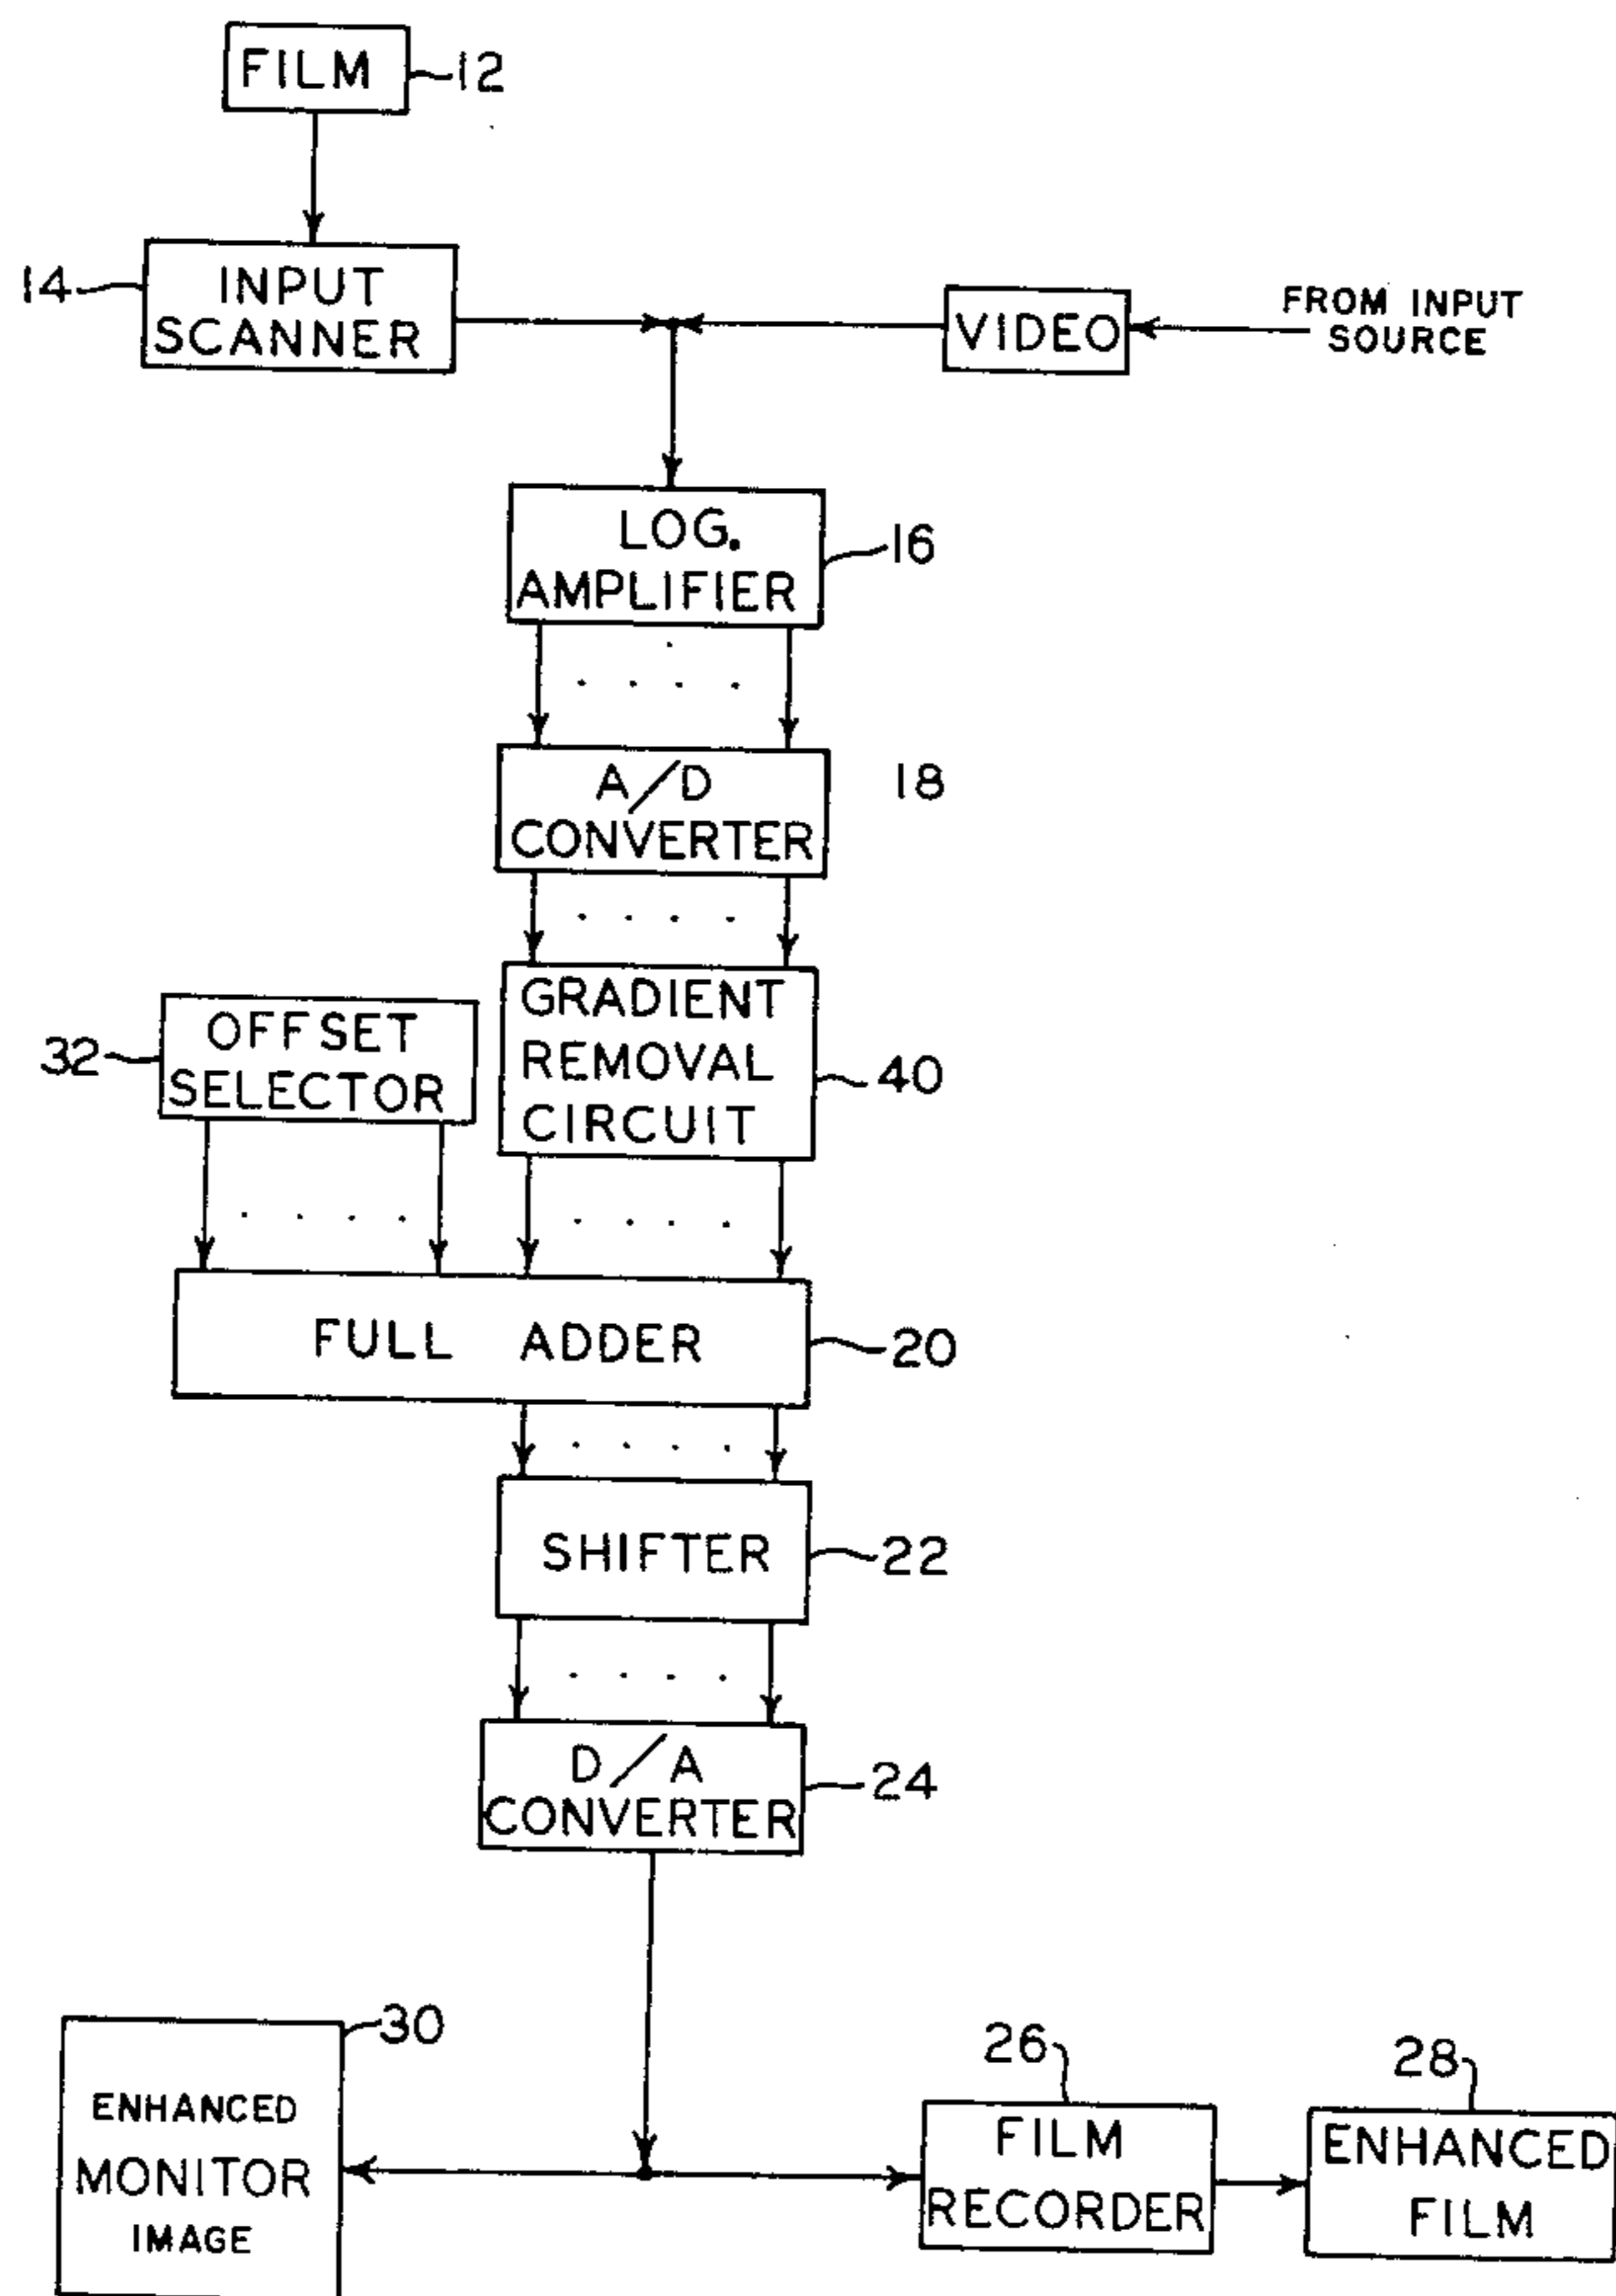 FILM
12
14
INPUT
SCANNER
VIDEO
FROM INPUT
SOURCE
LOG.
AMPLIFIER
16
A/D
CONVERTER
18
OFFSET
SELECTOR
32
GRADIENT
REMOVAL
CIRCUIT
40
FULL ADDER
20
SHIFTER
22
D/A
CONVERTER
24
30
ENHANCED
MONITOR
IMAGE
26
FILM
RECORDER
28
ENHANCED
FILM